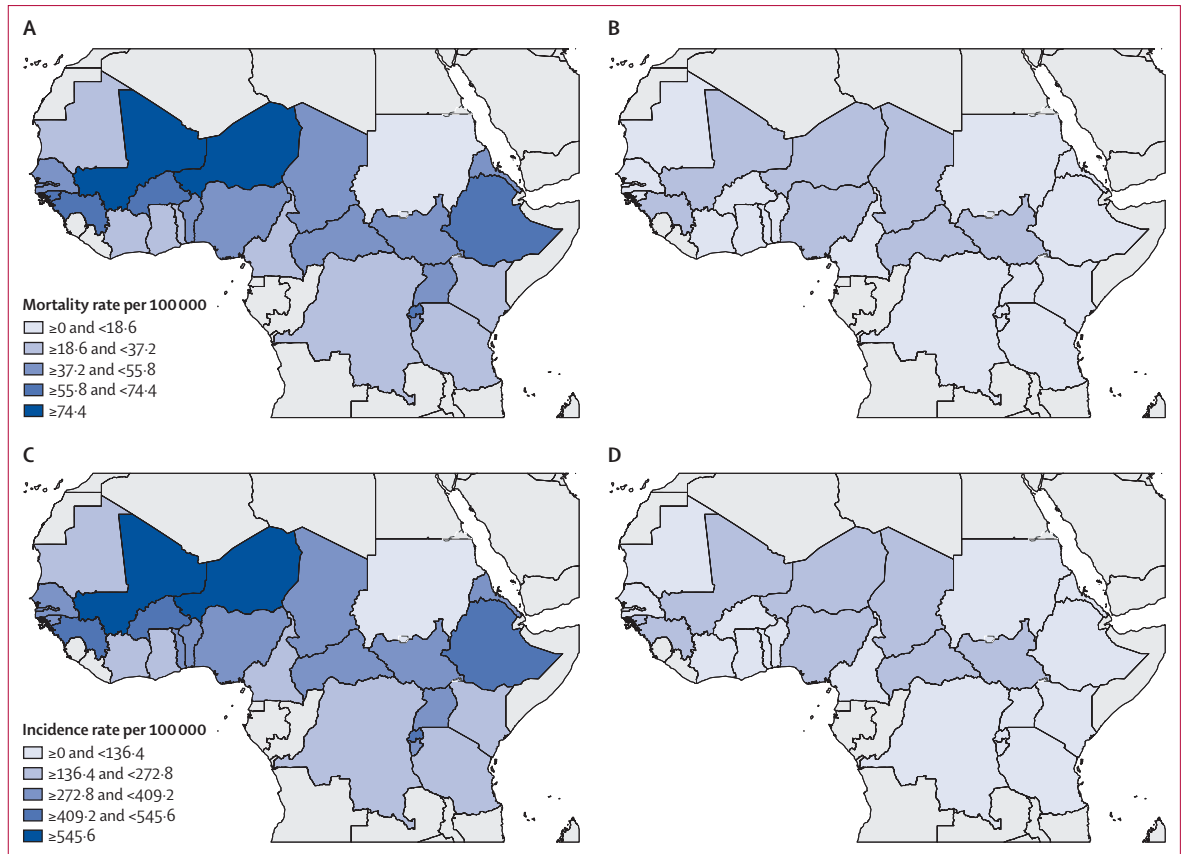 A
B
Mortality rate per 100 000
≥0 and <18·6
≥18·6 and <37·2
≥37·2 and <55·8
≥55·8 and <74·4
≥74·4
C
D
Incidence rate per 100 000
≥0 and <136·4
≥136·4 and <272·8
≥272·8 and <409·2
≥409·2 and <545·6
≥545·6